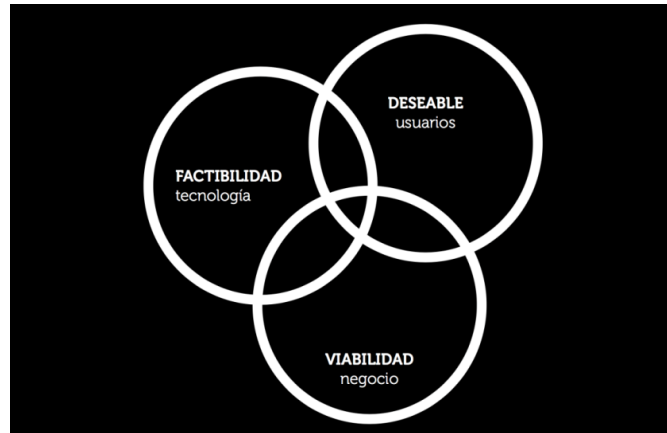 DESEABLE
usuarios
FACTIBILIDAD
tecnología
VIABILIDAD
negocio